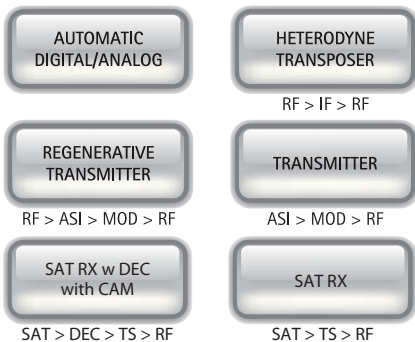 AUTOMATIC
DIGITAL/ANALOG
HETERODYNE
TRANSPOSER
RF > IF > RF
REGENERATIVE
TRANSMITTER
RF > ASI > MOD > RF
TRANSMITTER
ASI > MOD > RF
SAT RX w DEC
with CAM
SAT > DEC > TS > RF
SAT RX
SAT > TS > RF